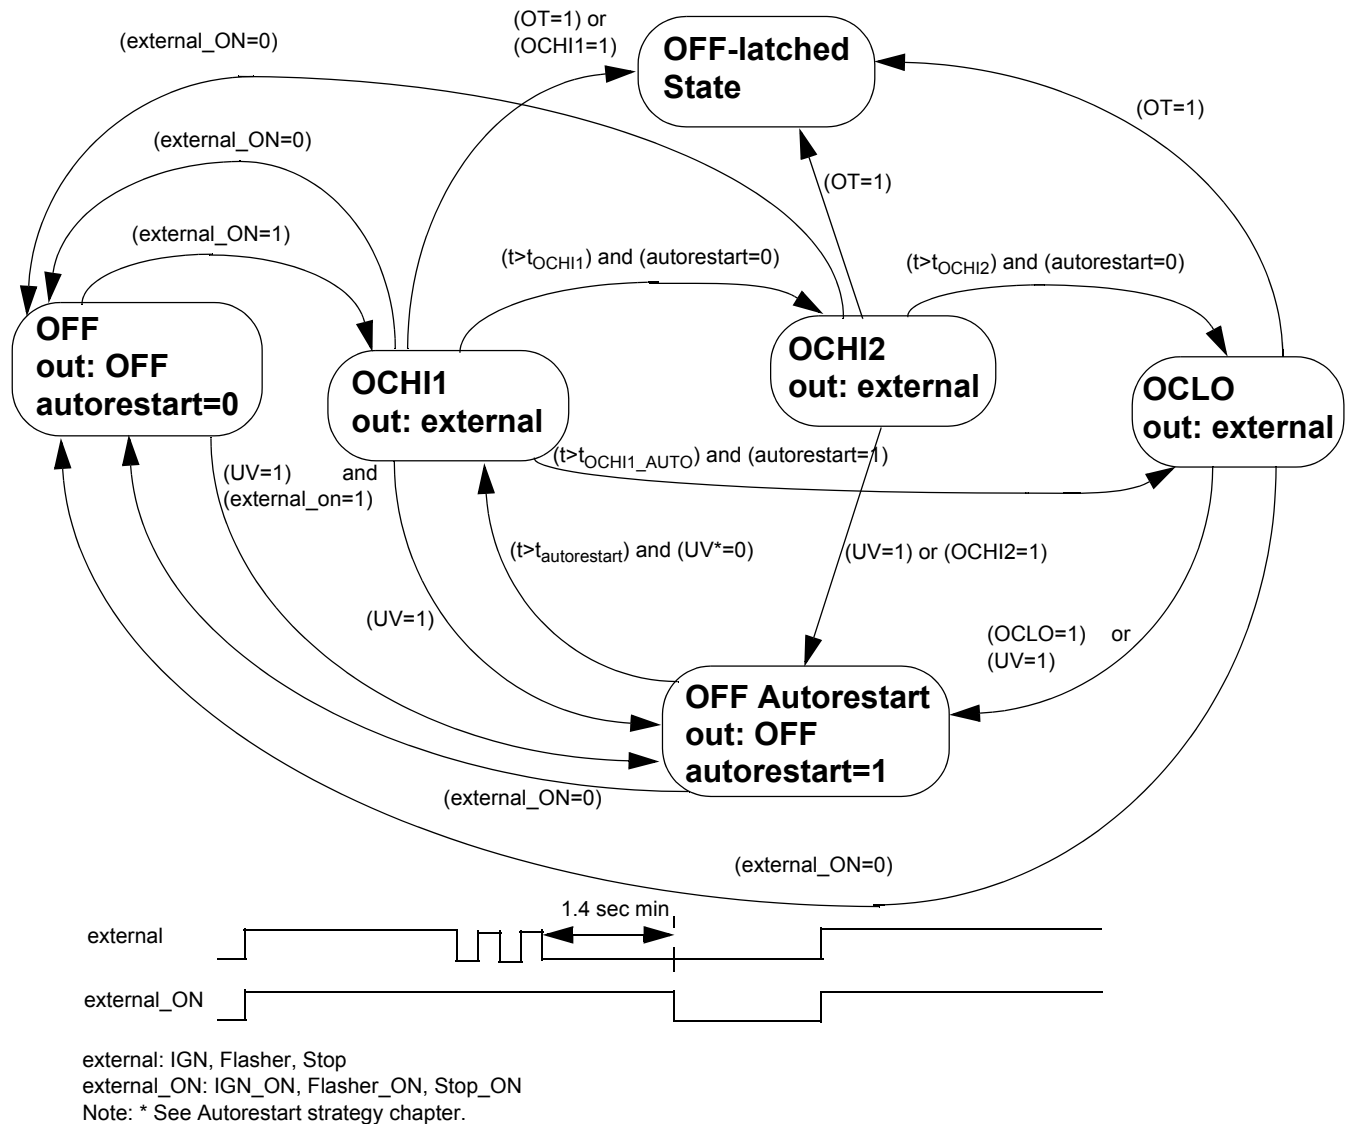 (external_ON=0)
(OT=1) or
(OCHI1=1)
OFF-latched
State
(OT=1)
(external_ON=0)
(OT=1)
(external_ON=1)
(t>tOCHI1) and (autorestart=0)
(t>tOCHI2) and (autorestart=0)
OFF
out: OFF
autorestart=0
OCHI1
out: external
OCHI2
out: external
OCLO
out: external
(UV=1) and
(external_on=1)
(t>tOCHI1_AUTO) and (autorestart=1)
(t>tautorestart) and (UV*=0)
(UV=1) or (OCHI2=1)
(UV=1)
(OCLO=1) or
(UV=1)
OFF Autorestart
out: OFF
autorestart=1
(external_ON=0)
(external_ON=0)
1.4 sec min
external
external_ON
external: IGN, Flasher, Stop
external_ON: IGN_ON, Flasher_ON, Stop_ON
Note: * See Autorestart strategy chapter.